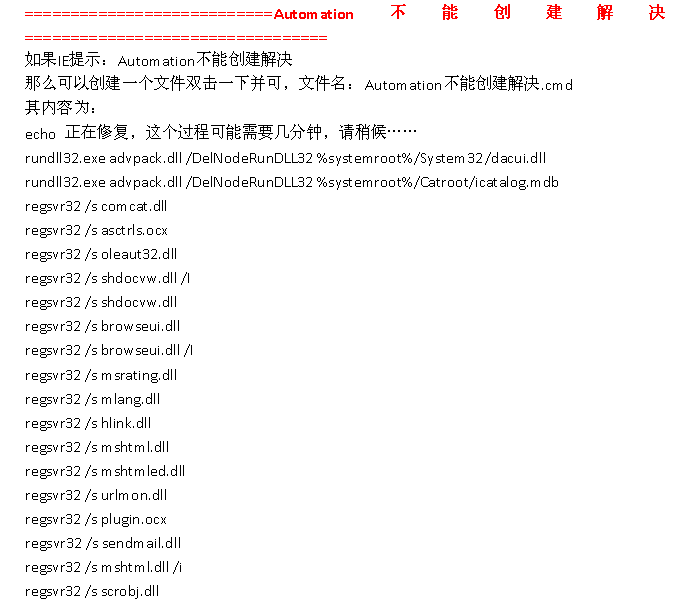 ===========================Automation 不 能 创 建 解 决
=================================
如果IE提示：Automation不能创建解决
那么可以创建一个文件双击一下并可，文件名：Automation不能创建解决.cmd
其内容为：
echo 正在修复，这个过程可能需要几分钟，请稍候……
rundll32.exe advpack.dll /DelNodeRunDLL32 %systemroot%/System32/dacui.dll
rundll32.exe advpack.dll /DelNodeRunDLL32 %systemroot%/Catroot/icatalog.mdb
regsvr32 /s comcat.dll
regsvr32 /s asctrls.ocx
regsvr32 /s oleaut32.dll
regsvr32 /s shdocvw.dll /I
regsvr32 /s shdocvw.dll
regsvr32 /s browseui.dll
regsvr32 /s browseui.dll /I
regsvr32 /s msrating.dll
regsvr32 /s mlang.dll
regsvr32 /s hlink.dll
regsvr32 /s mshtml.dll
regsvr32 /s mshtmled.dll
regsvr32 /s urlmon.dll
regsvr32 /s plugin.ocx
regsvr32 /s sendmail.dll
regsvr32 /s mshtml.dll /i
regsvr32 /s scrobj.dll